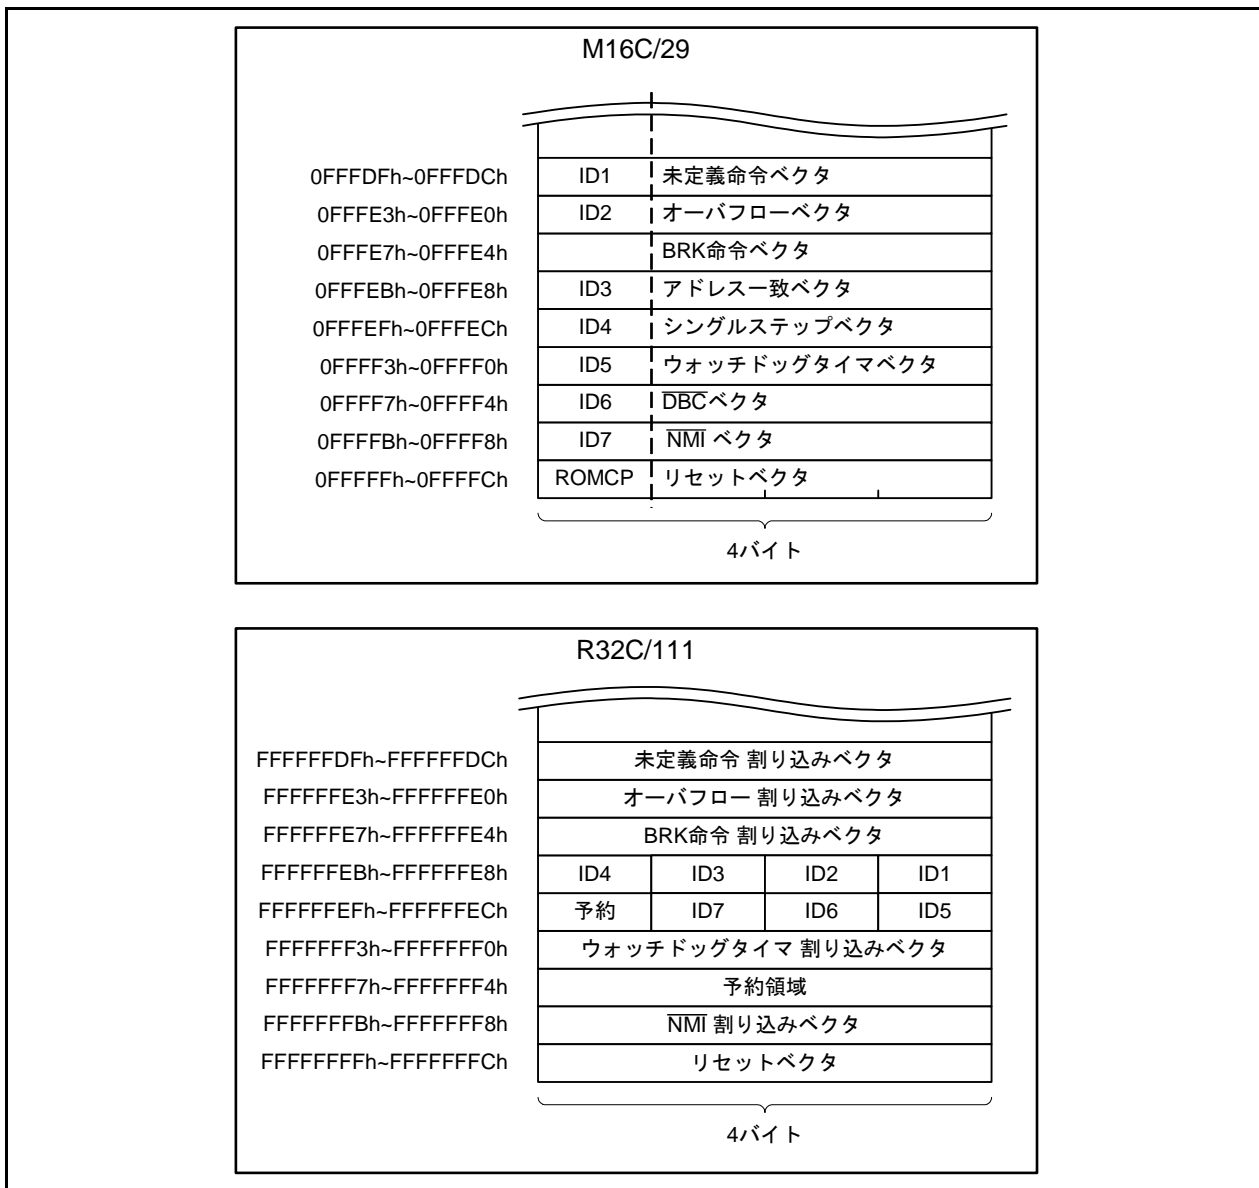 M16C/29
0FFFDFh~0FFFDCh ID1 未定義命令ベクタ
0FFFE3h~0FFFE0h ID2 オーバフローベクタ
0FFFE7h~0FFFE4h BRK命令ベクタ
0FFFEBh~0FFFE8h ID3 アドレス一致ベクタ
0FFFEFh~0FFFECh ID4 シングルステップベクタ
0FFFF3h~0FFFF0h ID5 ウォッチドッグタイマベクタ
0FFFF7h~0FFFF4h ID6 DBCベクタ
0FFFFBh~0FFFF8h ID7 NMI ベクタ
0FFFFFh~0FFFFCh ROMCP リセットベクタ
4バイト
R32C/111
FFFFFFDFh~FFFFFFDCh 未定義命令 割り込みベクタ
FFFFFFE3h~FFFFFFE0h オーバフロー 割り込みベクタ
FFFFFFE7h~FFFFFFE4h BRK命令 割り込みベクタ
FFFFFFEBh~FFFFFFE8h ID4 ID3 ID2 ID1
FFFFFFEFh~FFFFFFECh 予約 ID7 ID6 ID5
FFFFFFF3h~FFFFFFF0h ウォッチドッグタイマ 割り込みベクタ
FFFFFFF7h~FFFFFFF4h 予約領域
FFFFFFFBh~FFFFFFF8h NMI 割り込みベクタ
FFFFFFFFh~FFFFFFFCh リセットベクタ
4バイト